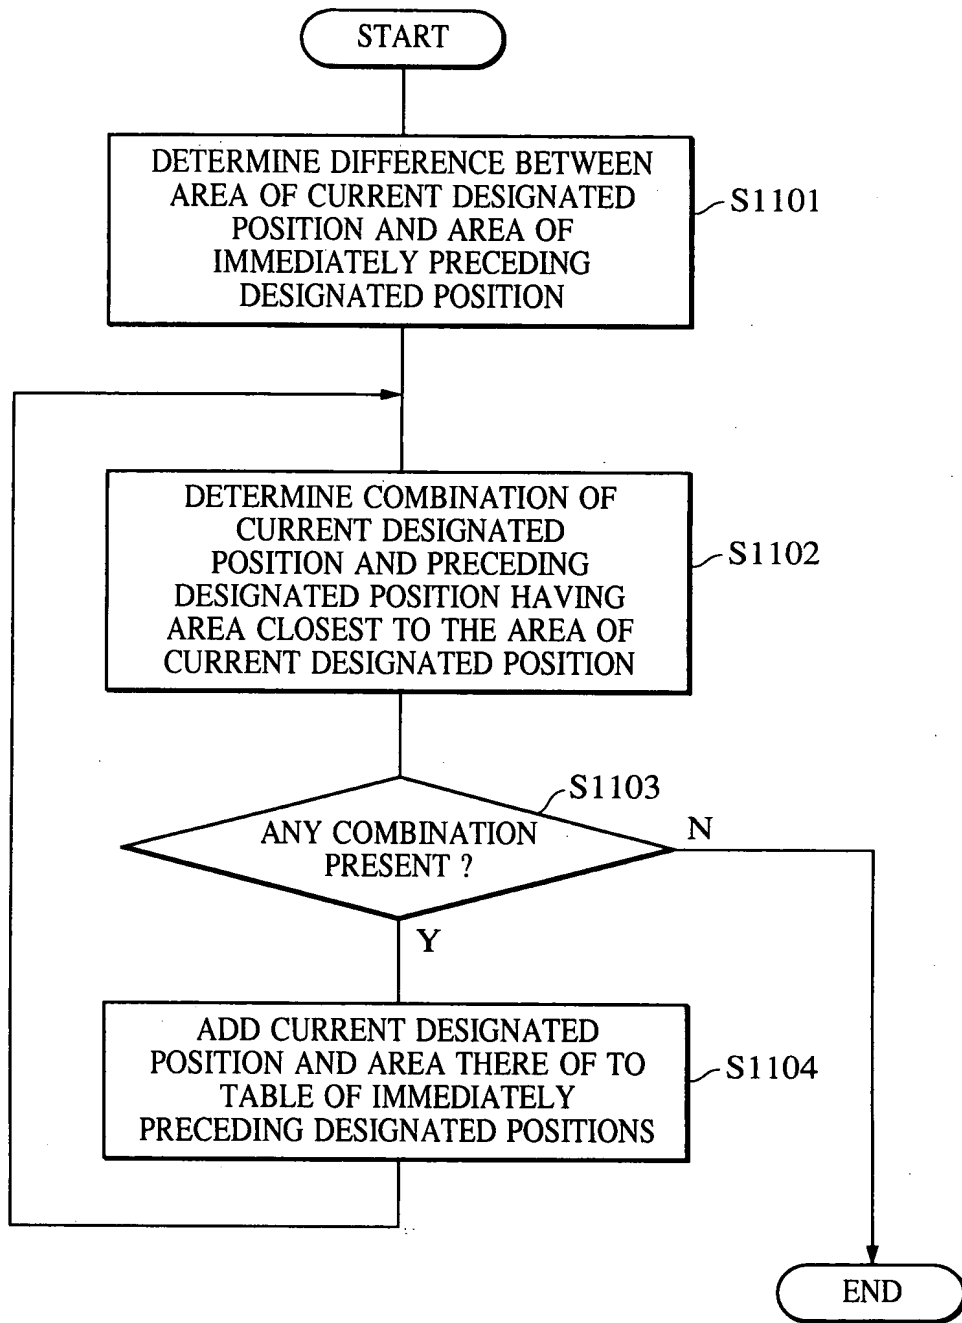 START
DETERMINE DIFFERENCE BETWEEN
AREA OF CURRENT DESIGNATED
POSITION AND AREA OF
IMMEDIATELY PRECEDING
DESIGNATED POSITION
S1101
DETERMINE COMBINATION OF
CURRENT DESIGNATED
POSITION AND PRECEDING
DESIGNATED POSITION HAVING
AREA CLOSEST TO THE AREA OF
CURRENT DESIGNATED POSITION
S1102
S1103
ANY COMBINATION
PRESENT ?
N
Y
ADD CURRENT DESIGNATED
POSITION AND AREA THERE OF TO
TABLE OF IMMEDIATELY
PRECEDING DESIGNATED POSITIONS
S1104
END